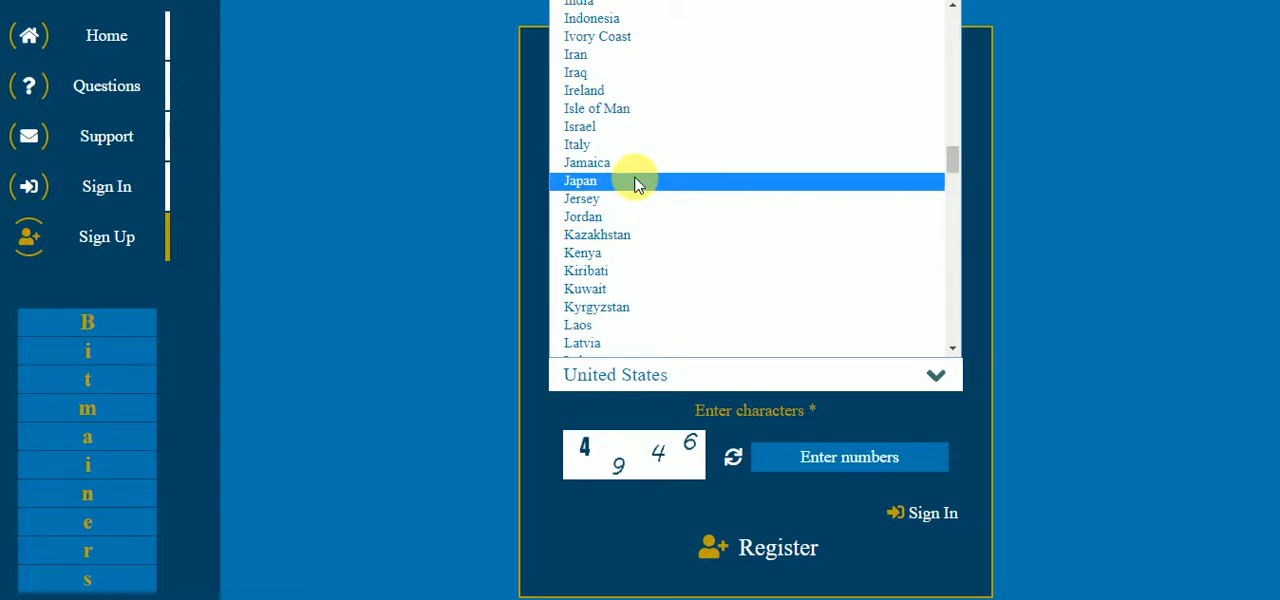 Home
Questions
Support
Sign In
Sign Up
B
i
t
m
a
i
n
e
r
s
India
Indonesia
Ivory Coast
Iran
Iraq
Ireland
Isle of Man
Israel
Italy
Jamaica
Japan
Jersey
Jordan
Kazakhstan
Kenya
Kiribati
Kuwait
Kyrgyzstan
Laos
Latvia
United States
Enter characters *
4 9 4 6
Enter numbers
Sign In
Register